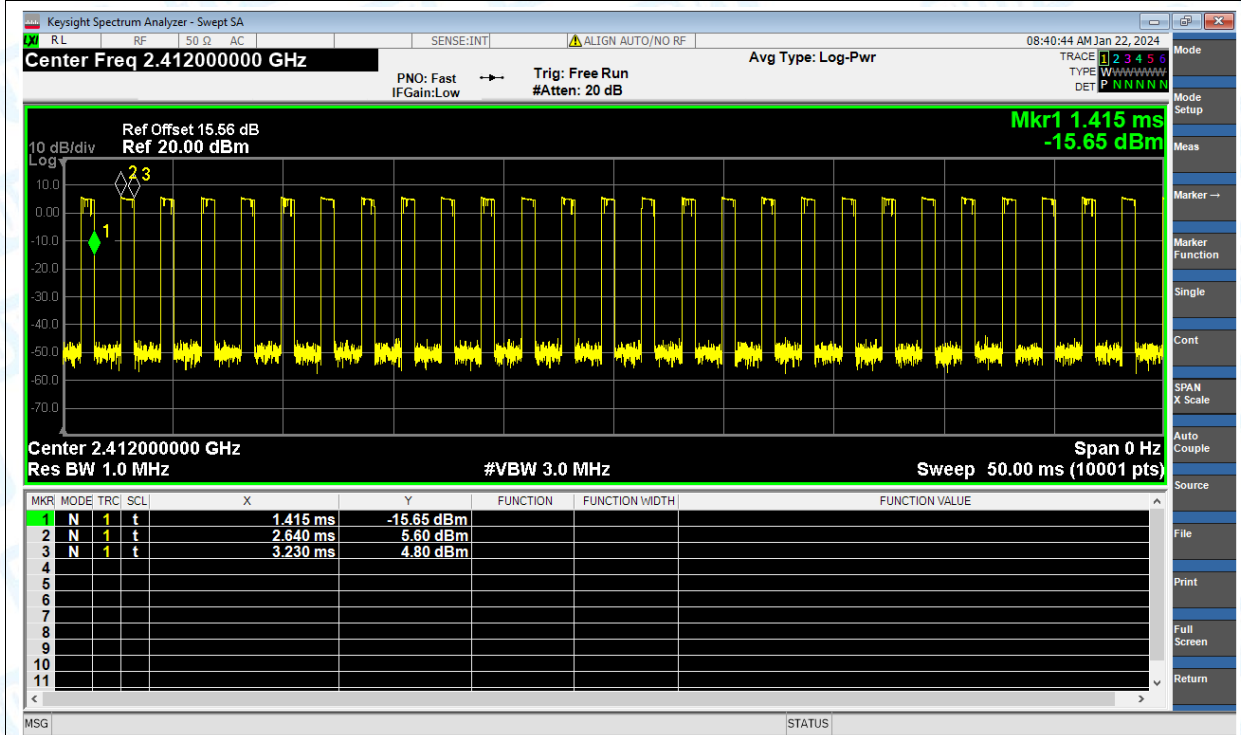 Keysight Spectrum Analyzer - Swept SA
LXI RL RF 50 Ω AC SENSE:INT ALIGN AUTO/NO RF 08:40:44 AM Jan 22, 2024
Center Freq 2.412000000 GHz
Avg Type: Log-Pwr
TRACE 1 2 3 4 5 6
TYPE WWWWWW
DET P NNNNN
PNO: Fast
IFGain:Low
Trig: Free Run
#Atten: 20 dB
Mkr1 1.415 ms
-15.65 dBm
Ref Offset 15.56 dB
10 dB/div Ref 20.00 dBm
Log
10.0
0.00
-10.0
-20.0
-30.0
-40.0
-50.0
-60.0
-70.0
1
2
3
Center 2.412000000 GHz Span 0 Hz
Res BW 1.0 MHz #VBW 3.0 MHz Sweep 50.00 ms (10001 pts)
MKR MODE TRC SCL X Y FUNCTION FUNCTION WIDTH FUNCTION VALUE
1 N 1 t 1.415 ms -15.65 dBm
2 N 1 t 2.640 ms 5.60 dBm
3 N 1 t 3.230 ms 4.80 dBm
4
5
6
7
8
9
10
11
MSG STATUS
Mode
Mode
Setup
Meas
Marker →
Marker
Function
Single
Cont
SPAN
X Scale
Auto
Couple
Source
File
Print
Full
Screen
Return